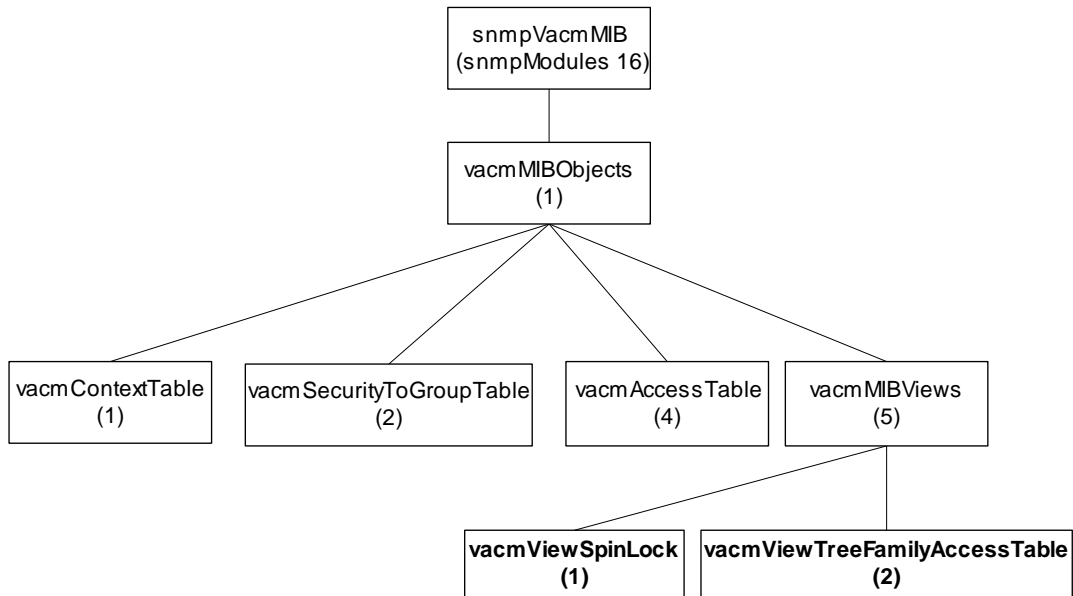 snmpVacmMIB
(snmpModules 16)
vacmMIBObjects
(1)
vacmContextTable
(1)
vacmSecurityToGroupTable
(2)
vacmAccessTable
(4)
vacmMIBViews
(5)
vacmViewSpinLock
(1)
vacmViewTreeFamilyAccessTable
(2)